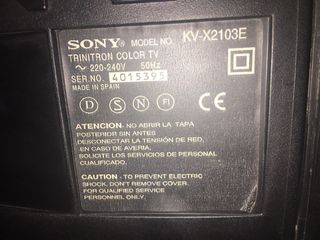 SONY® MODEL NO. KV-X2103E
TRINITRON COLOR TV
~ 220-240V 50Hz
SER.NO. 4015395
MADE IN SPAIN
D S N FI CE
ATENCION.- NO ABRIR LA TAPA
POSTERIOR SIN ANTES
DESCONECTAR LA TENSIÓN DE RED.
EN CASO DE AVERIA,
SOLICITE LOS SERVICIOS DE PERSONAL
CUALIFICADO.
CAUTION.- TO PREVENT ELECTRIC
SHOCK, DON'T REMOVE COVER.
FOR QUALIFIED SERVICE
PERSONNEL ONLY.